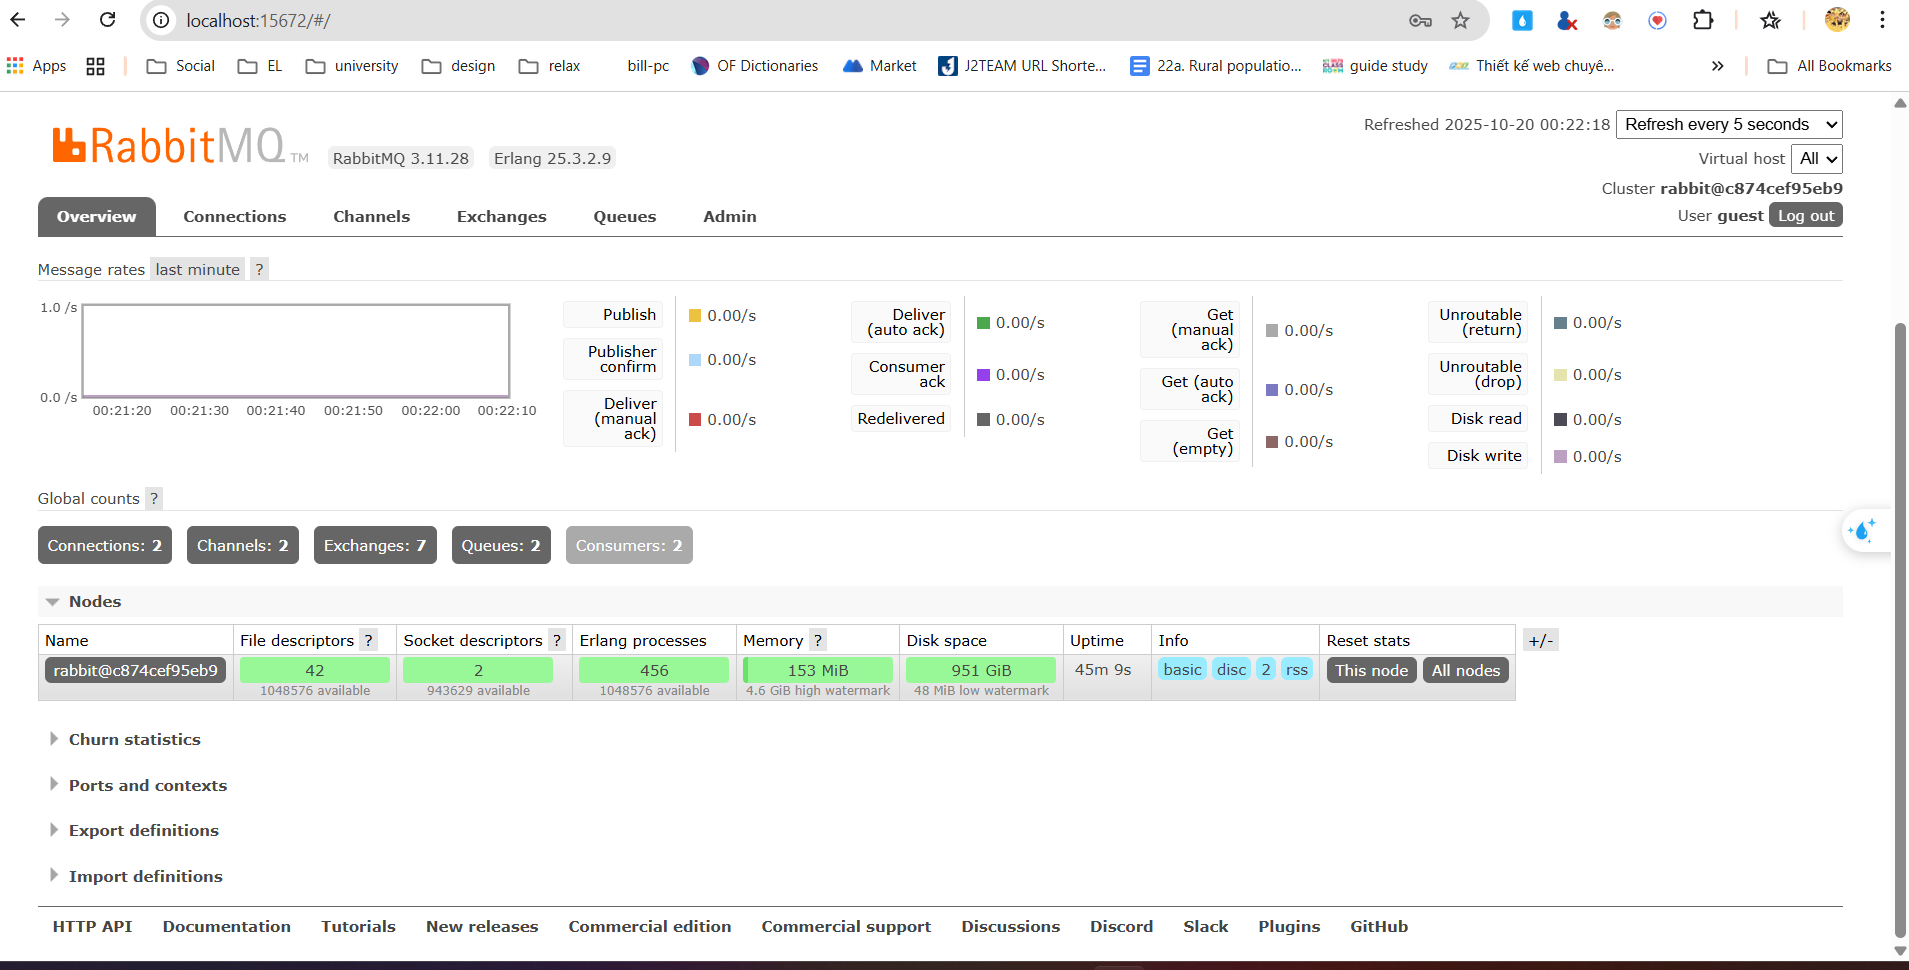 localhost:15672/#/
Apps Social EL university design relax bill-pc OF Dictionaries Market J2TEAM URL Shorte... 22a. Rural populatio... guide study Thiết kế web chuyê... » All Bookmarks
RabbitMQ TM RabbitMQ 3.11.28 Erlang 25.3.2.9
Refreshed 2025-10-20 00:22:18 Refresh every 5 seconds
Virtual host All
Cluster rabbit@c874cef95eb9
User guest Log out
Overview Connections Channels Exchanges Queues Admin
Message rates last minute ?
1.0 /s
0.0 /s
00:21:20 00:21:30 00:21:40 00:21:50 00:22:00 00:22:10
Publish 0.00/s
Publisher confirm 0.00/s
Deliver (manual ack) 0.00/s
Deliver (auto ack) 0.00/s
Consumer ack 0.00/s
Redelivered 0.00/s
Get (manual ack) 0.00/s
Get (auto ack) 0.00/s
Get (empty) 0.00/s
Unroutable (return) 0.00/s
Unroutable (drop) 0.00/s
Disk read 0.00/s
Disk write 0.00/s
Global counts ?
Connections: 2 Channels: 2 Exchanges: 7 Queues: 2 Consumers: 2
Nodes
Name File descriptors ? Socket descriptors ? Erlang processes Memory ? Disk space Uptime Info Reset stats +/-
rabbit@c874cef95eb9 42 2 456 153 MiB 951 GiB 45m 9s basic disc 2 rss This node All nodes
1048576 available 943629 available 1048576 available 4.6 GiB high watermark 48 MiB low watermark
Churn statistics
Ports and contexts
Export definitions
Import definitions
HTTP API Documentation Tutorials New releases Commercial edition Commercial support Discussions Discord Slack Plugins GitHub